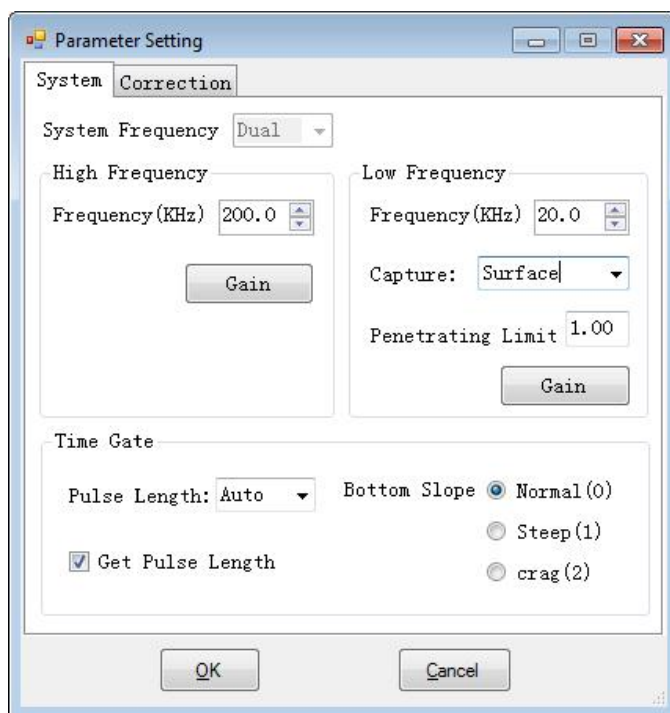 Parameter Setting
System Correction
System Frequency Dual
High Frequency
Frequency(KHz) 200.0
Gain
Low Frequency
Frequency(KHz) 20.0
Capture: Surface
Penetrating Limit 1.00
Gain
Time Gate
Pulse Length: Auto
Get Pulse Length
Bottom Slope Normal(0)
Steep(1)
crag(2)
OK Cancel